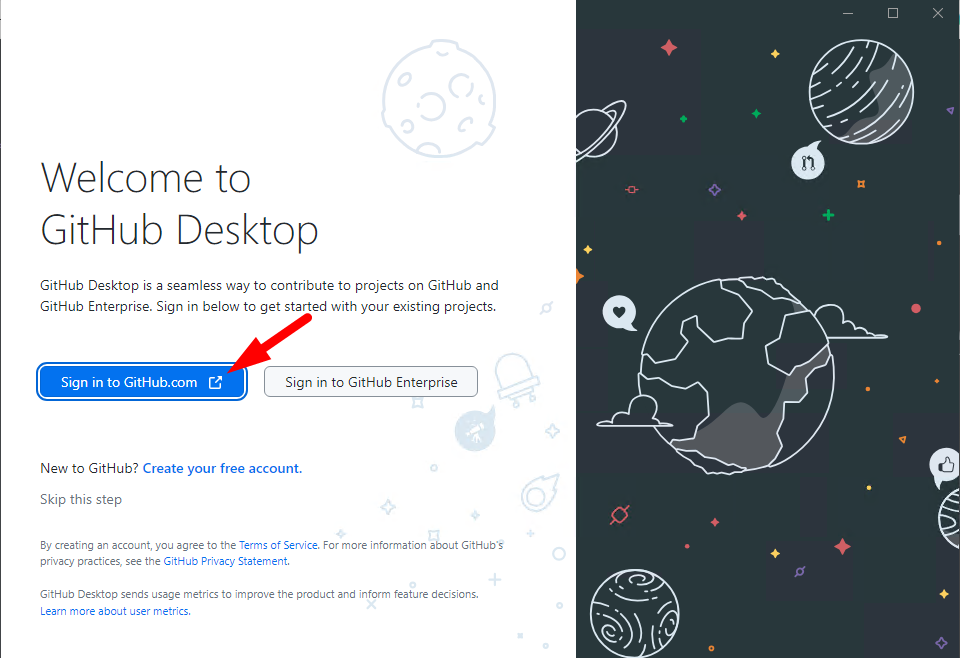 Welcome to
GitHub Desktop
GitHub Desktop is a seamless way to contribute to projects on GitHub and
GitHub Enterprise. Sign in below to get started with your existing projects.
Sign in to GitHub.com
Sign in to GitHub Enterprise
New to GitHub? Create your free account.
Skip this step
By creating an account, you agree to the Terms of Service. For more information about GitHub's
privacy practices, see the GitHub Privacy Statement.
GitHub Desktop sends usage metrics to improve the product and inform feature decisions.
Learn more about user metrics.